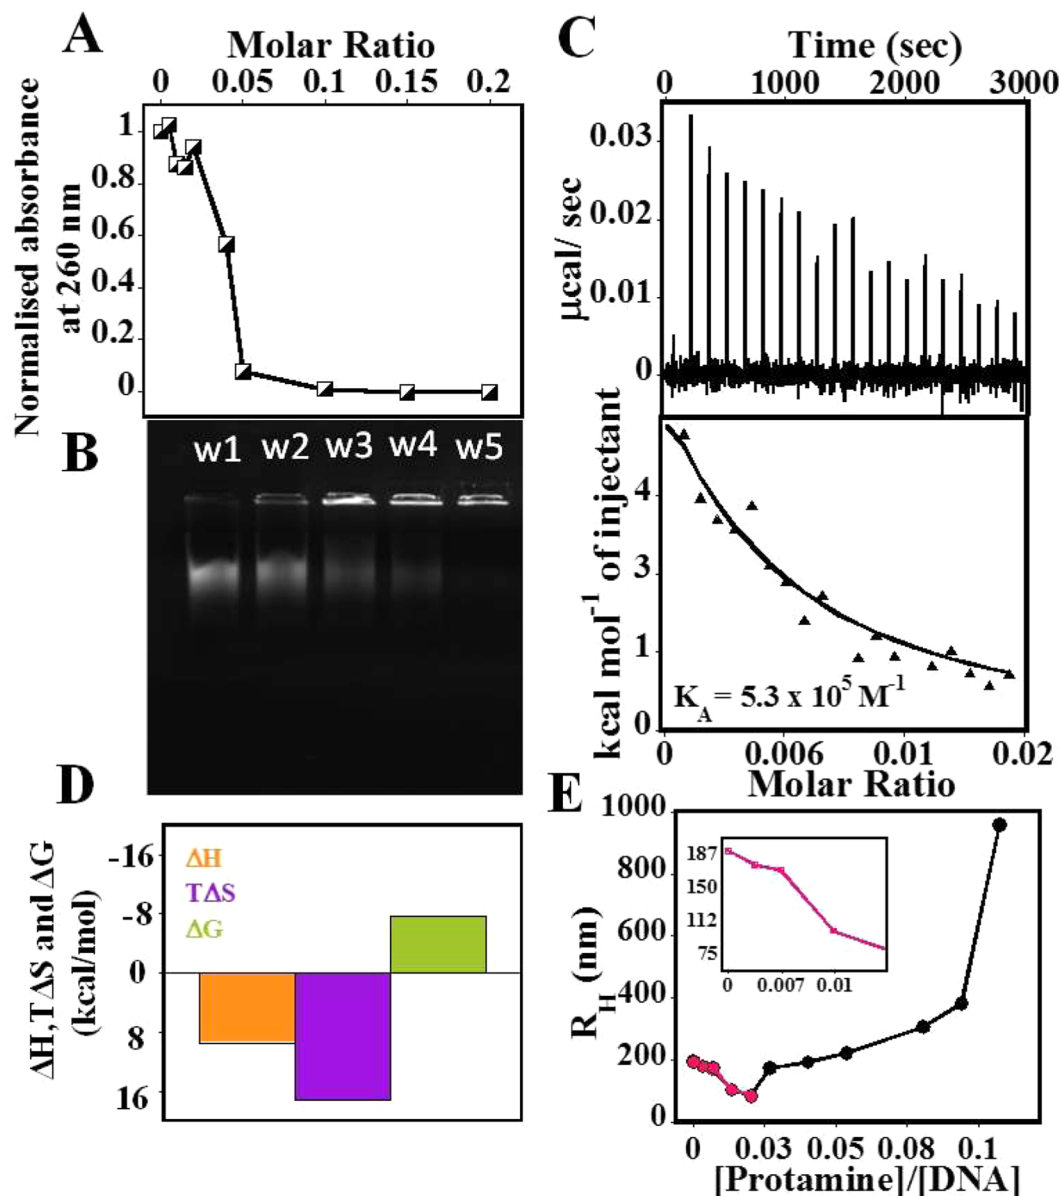 A
Molar Ratio
0 0.05 0.1 0.15 0.2
Normalised absorbance
at 260 nm
1
0.8
0.6
0.4
0.2
0
B
w1 w2 w3 w4 w5
C
Time (sec)
0 1000 2000 3000
μcal/ sec
0.03
0.02
0.01
0
kcal mol⁻¹ of injectant
4
3
1
0
K_A = 5.3 x 10⁵ M⁻¹
0 0.006 0.01 0.02
Molar Ratio
D
ΔH,TΔS and ΔG
(kcal/mol)
-16
-8
0
8
16
ΔH
TΔS
ΔG
E
R_H (nm)
1000
800
600
400
200
0
187
150
112
75
0 0.007 0.01
0 0.03 0.05 0.08 0.1
[Protamine]/[DNA]